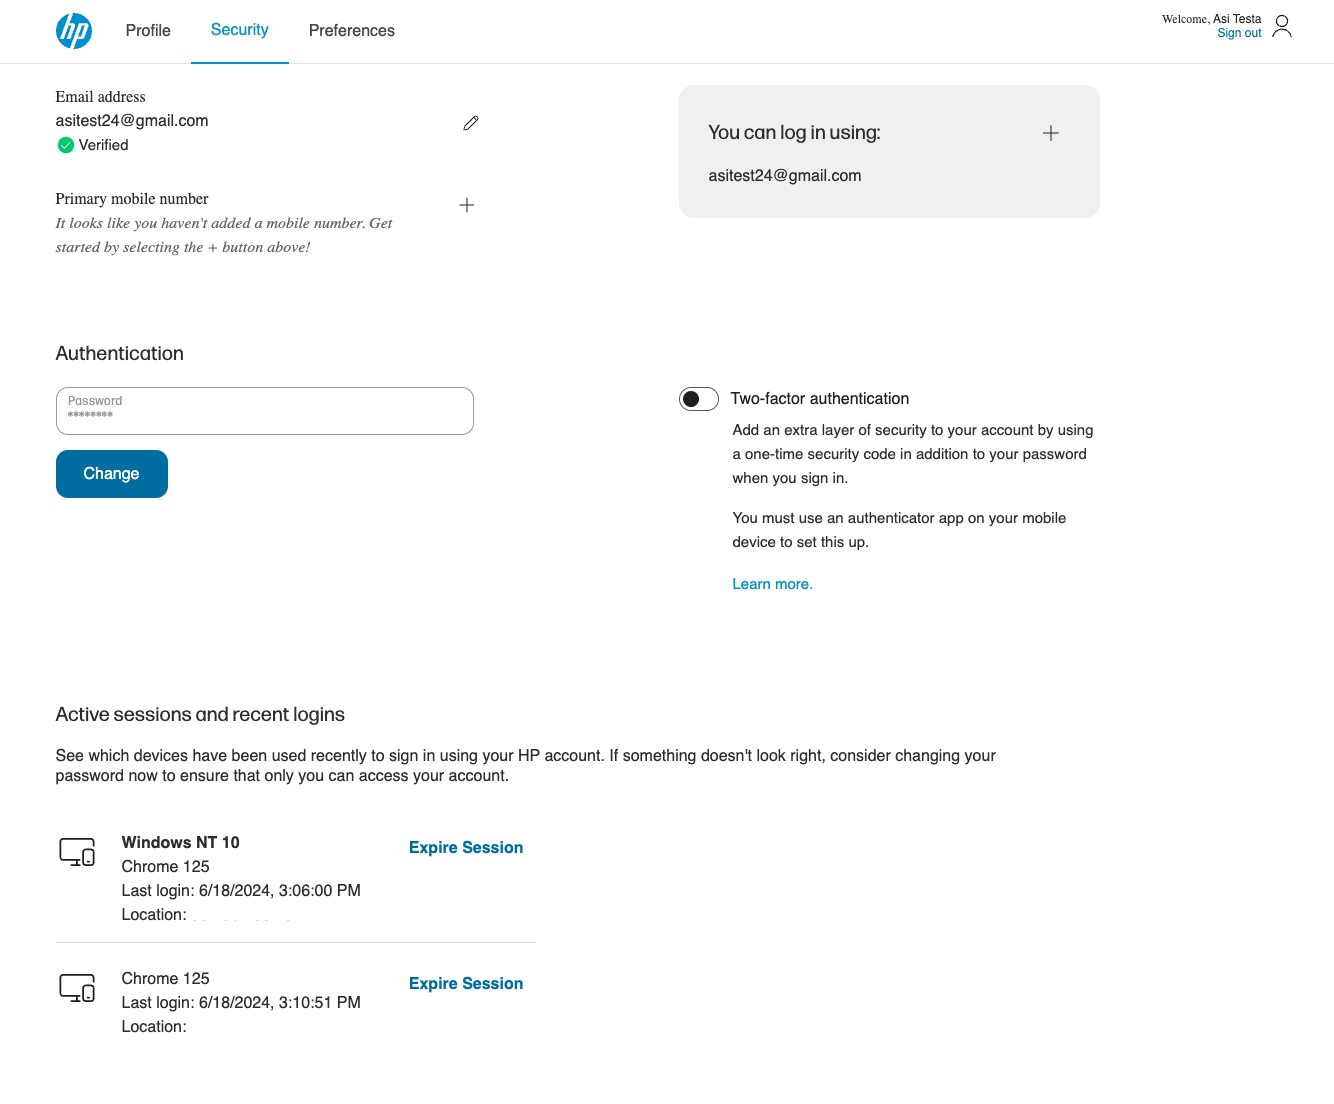 hp Profile Security Preferences
Welcome, Asi Testa
Sign out
Email address
asitest24@gmail.com
Verified
Primary mobile number
It looks like you haven't added a mobile number. Get
started by selecting the + button above!
You can log in using:
asitest24@gmail.com
Authentication
Password
********
Change
Two-factor authentication
Add an extra layer of security to your account by using
a one-time security code in addition to your password
when you sign in.
You must use an authenticator app on your mobile
device to set this up.
Learn more.
Active sessions and recent logins
See which devices have been used recently to sign in using your HP account. If something doesn't look right, consider changing your
password now to ensure that only you can access your account.
Windows NT 10
Expire Session
Chrome 125
Last login: 6/18/2024, 3:06:00 PM
Location:
Chrome 125
Expire Session
Last login: 6/18/2024, 3:10:51 PM
Location: